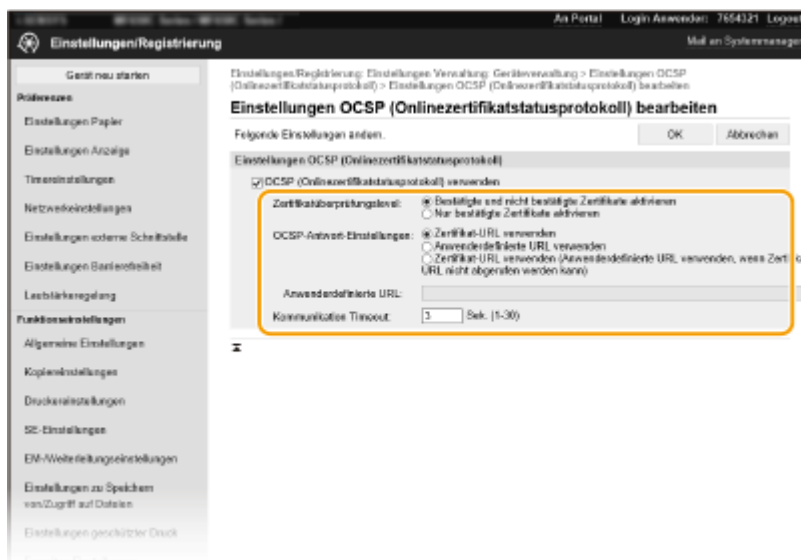 An Portal Login Anwender: 7654321 Logout
Einstellungen/Registrierung
Mail an Systemmanager
Gerät neu starten
Präferenzen
Einstellungen Papier
Einstellungen Anzeige
Timereinstellungen
Netzwerkeinstellungen
Einstellungen externe Schnittstelle
Einstellungen Barrierefreiheit
Lautstärkeregelung
Funktionseinstellungen
Allgemeine Einstellungen
Kopiereinstellungen
Druckereinstellungen
SE-Einstellungen
EM-/Weiterleitungseinstellungen
Einstellungen zu Speichern
von/Zugriff auf Dateien
Einstellungen geschützter Druck
Einstellungen/Registrierung: Einstellungen Verwaltung: Geräteverwaltung > Einstellungen OCSP
(Onlinezertifikatstatusprotokoll) > Einstellungen OCSP (Onlinezertifikatstatusprotokoll) bearbeiten
Einstellungen OCSP (Onlinezertifikatstatusprotokoll) bearbeiten
Folgende Einstellungen ändern.
OK
Abbrechen
Einstellungen OCSP (Onlinezertifikatstatusprotokoll)
OCSP (Onlinezertifikatstatusprotokoll) verwenden
Zertifikatüberprüfungslevel: Bestätigte und nicht bestätigte Zertifikate aktivieren
Nur bestätigte Zertifikate aktivieren
OCSP-Antwort-Einstellungen: Zertifikat-URL verwenden
Anwenderdefinierte URL verwenden
Zertifikat-URL verwenden (Anwenderdefinierte URL verwenden, wenn Zertifika
URL nicht abgerufen werden kann)
Anwenderdefinierte URL:
Kommunikation Timeout: 3 Sek. (1-30)